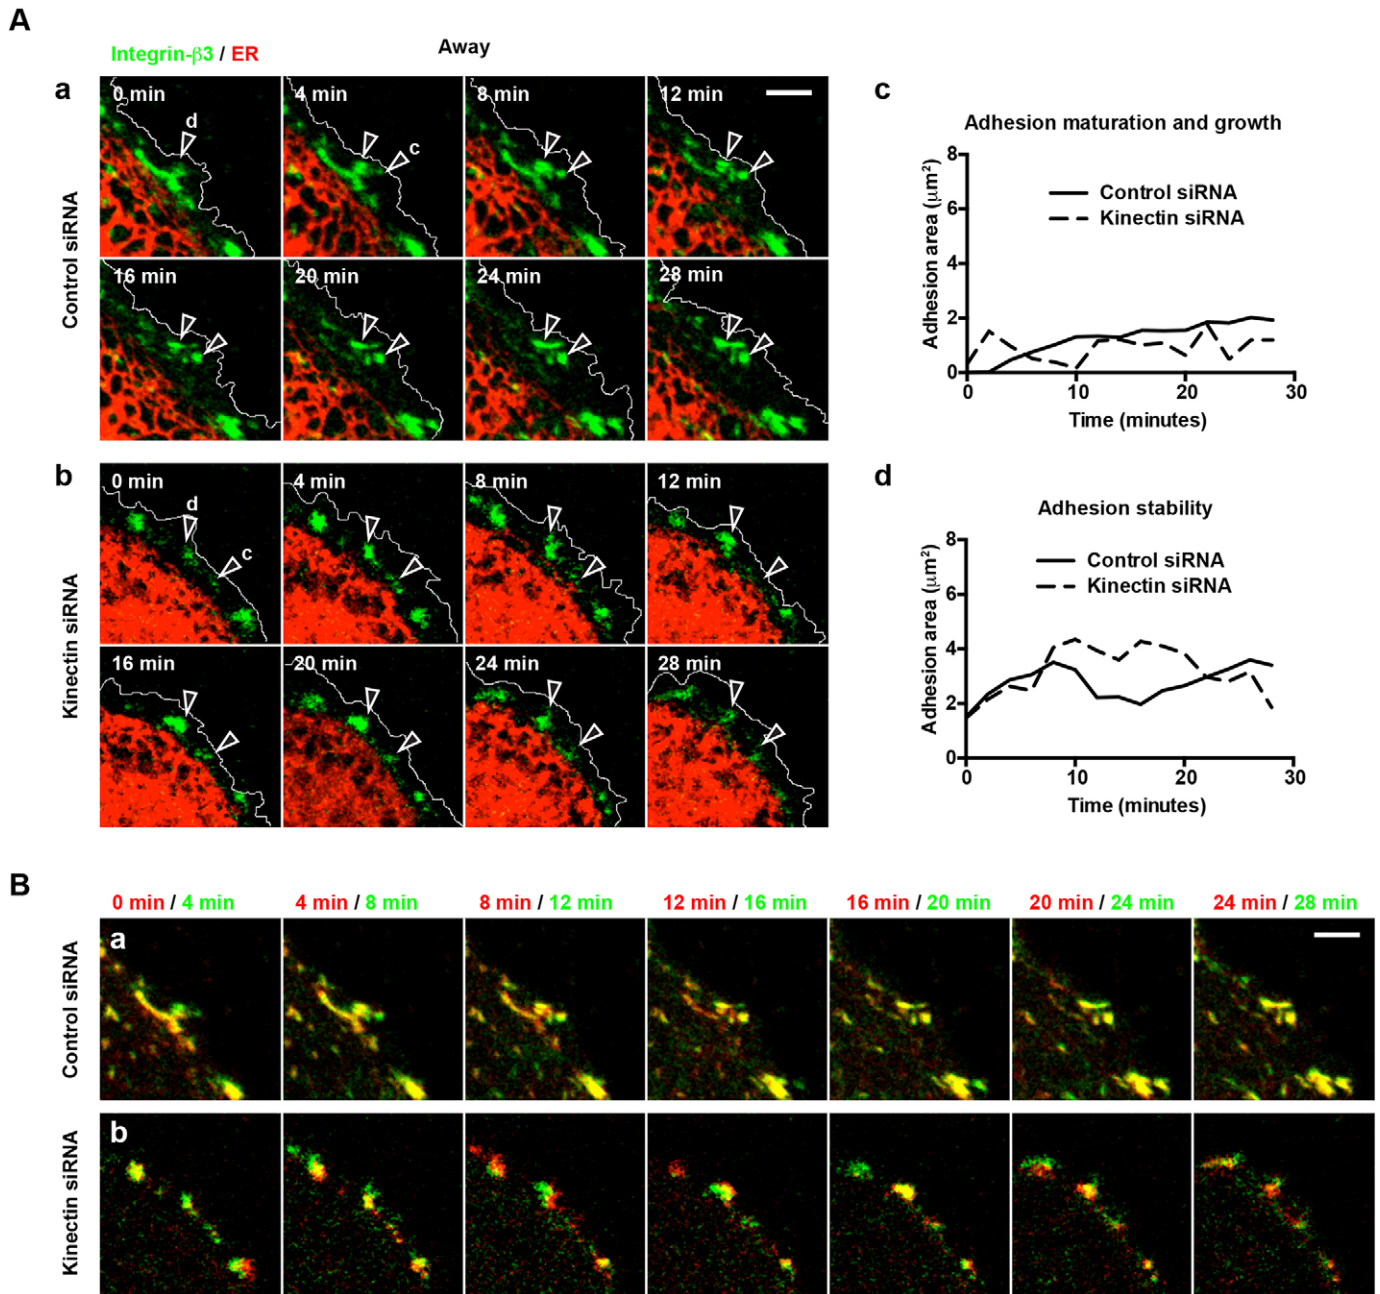 A
Integrin-β3 / ER
Away
a
Control siRNA
0 min
d
4 min
c
8 min
12 min
16 min
20 min
24 min
28 min
b
Kinectin siRNA
0 min
d
c
4 min
8 min
12 min
16 min
20 min
24 min
28 min
c
Adhesion maturation and growth
Adhesion area (μm²)
8
6
4
2
0
Control siRNA
Kinectin siRNA
0 10 20 30
Time (minutes)
d
Adhesion stability
Adhesion area (μm²)
8
6
4
2
0
Control siRNA
Kinectin siRNA
0 10 20 30
Time (minutes)
B
0 min / 4 min
4 min / 8 min
8 min / 12 min
12 min / 16 min
16 min / 20 min
20 min / 24 min
24 min / 28 min
Control siRNA
a
Kinectin siRNA
b